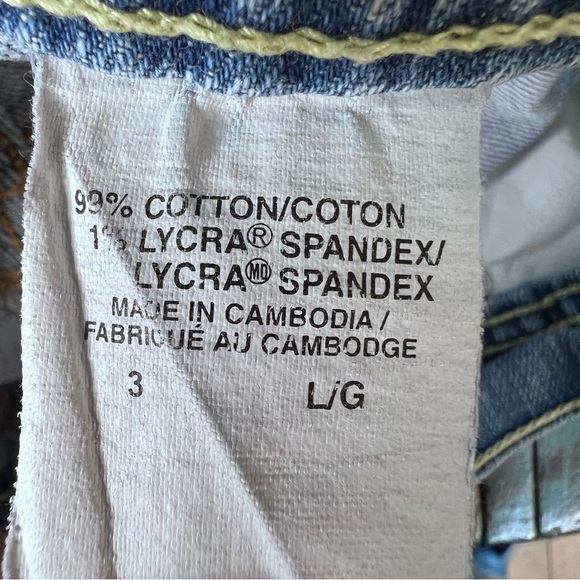 99% COTTON/COTON
1% LYCRA® SPANDEX/
LYCRA MD SPANDEX
MADE IN CAMBODIA /
FABRIQUÉ AU CAMBODGE
3 L/G